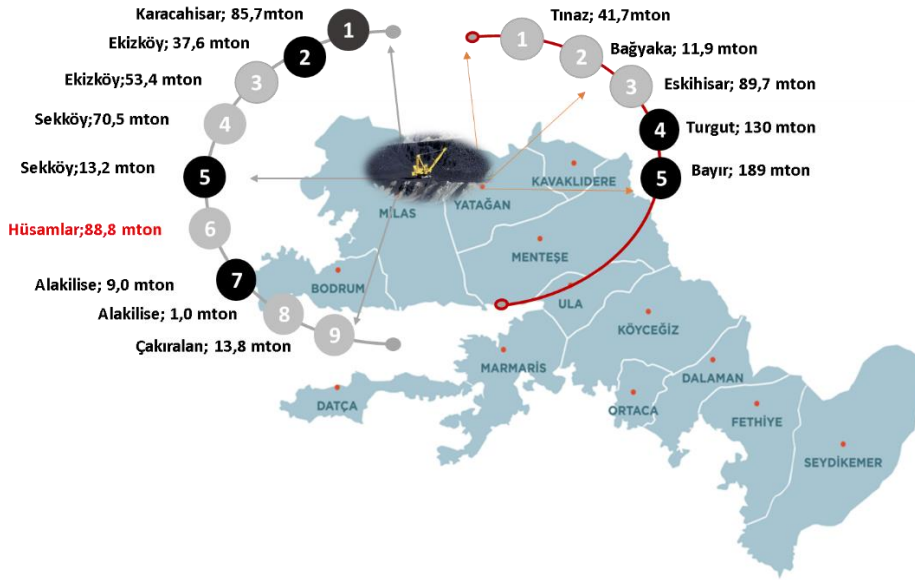 Karacahisar; 85,7mton
1
Ekizköy; 37,6 mton
2
Ekizköy;53,4 mton
3
Sekköy;70,5 mton
4
Sekköy;13,2 mton
5
Hüsamlar;88,8 mton
6
Alakilise; 9,0 mton
7
Alakilise; 1,0 mton
8
Çakıralan; 13,8 mton
9
Tınaz; 41,7mton
1
Bağyaka; 11,9 mton
2
Eskihisar; 89,7 mton
3
Turgut; 130 mton
4
Bayır; 189 mton
5
KAVAKLIDERE
YATAĞAN
MİLAS
MENTEŞE
BODRUM
ULA
KÖYCEĞİZ
MARMARİS
DALAMAN
DATÇA
ORTACA
FETHİYE
SEYDİKEMER